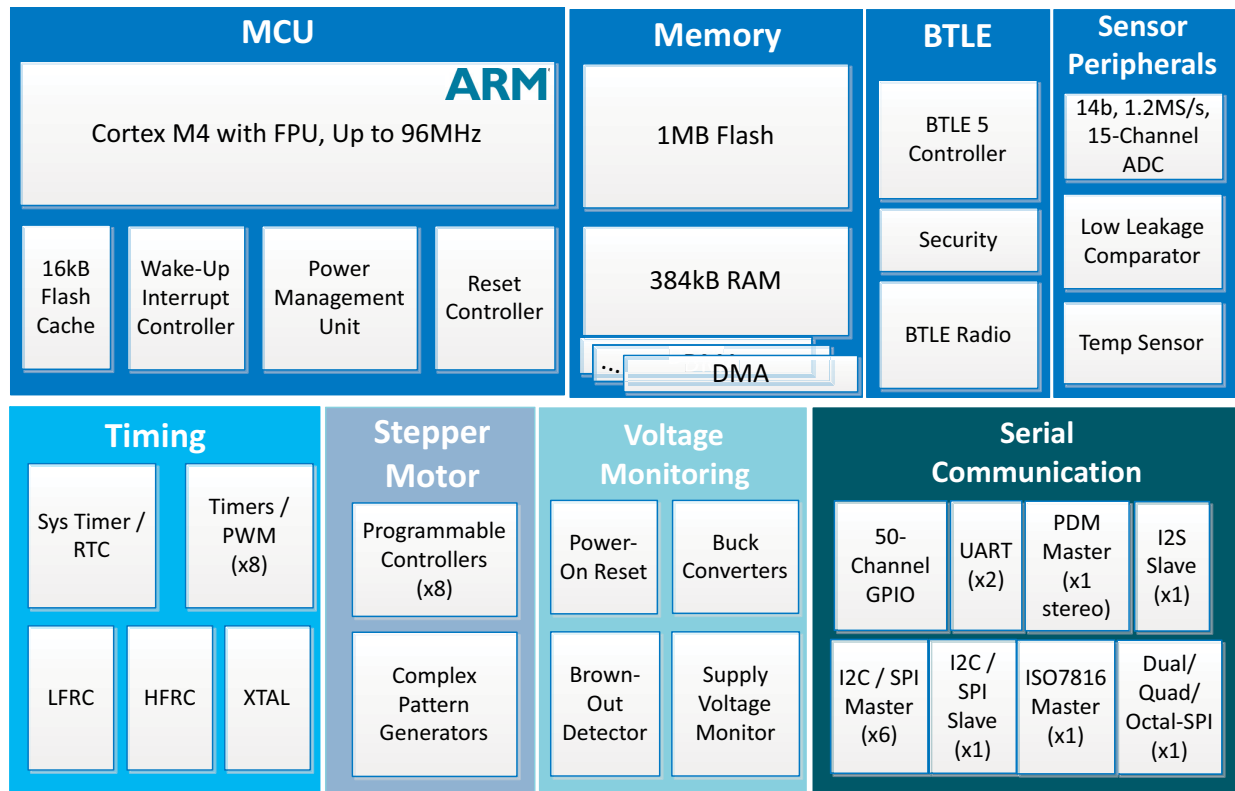 MCU
ARM
Cortex M4 with FPU, Up to 96MHz
16kB
Flash
Cache
Wake-Up
Interrupt
Controller
Power
Management
Unit
Reset
Controller
Memory
1MB Flash
384kB RAM
...
DMA
BTLE
BTLE 5
Controller
Security
BTLE Radio
Sensor
Peripherals
14b, 1.2MS/s,
15-Channel
ADC
Low Leakage
Comparator
Temp Sensor
Timing
Sys Timer /
RTC
Timers /
PWM
(x8)
LFRC
HFRC
XTAL
Stepper
Motor
Programmable
Controllers
(x8)
Complex
Pattern
Generators
Voltage
Monitoring
Power-
On Reset
Buck
Converters
Brown-
Out
Detector
Supply
Voltage
Monitor
Serial
Communication
50-
Channel
GPIO
UART
(x2)
PDM
Master
(x1
stereo)
I2S
Slave
(x1)
I2C / SPI
Master
(x6)
I2C /
SPI
Slave
(x1)
ISO7816
Master
(x1)
Dual/
Quad/
Octal-SPI
(x1)